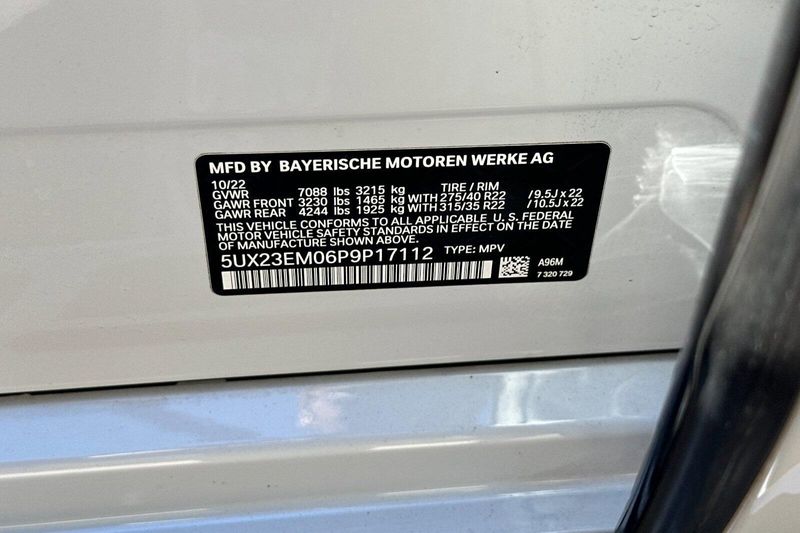 MFD BY BAYERISCHE MOTOREN WERKE AG
10/22 TIRE / RIM
GVWR 7088 lbs 3215 kg
GAWR FRONT 3230 lbs 1465 kg WITH 275/40 R22 /9.5J x 22
GAWR REAR 4244 lbs 1925 kg WITH 315/35 R22 /10.5J x 22
THIS VEHICLE CONFORMS TO ALL APPLICABLE U. S. FEDERAL
MOTOR VEHICLE SAFETY STANDARDS IN EFFECT ON THE DATE
OF MANUFACTURE SHOWN ABOVE.
5UX23EM06P9P17112 TYPE: MPV
A96M
7 320 729